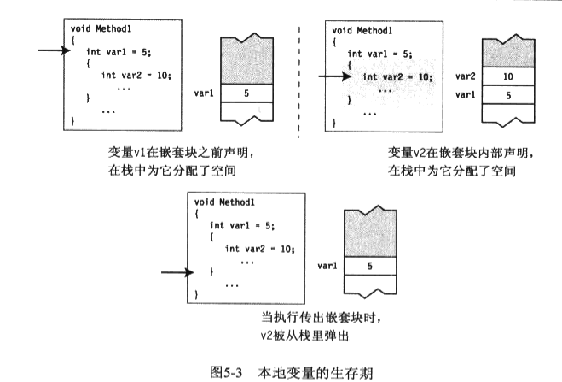 void Method1
{
int var1 = 5;
{
int var2 = 10;
...
}
...
}
var1
5
变量v1在嵌套块之前声明,
在栈中为它分配了空间
void Method1
{
int var1 = 5;
{
int var2 = 10;
...
}
...
}
var2
10
var1
5
变量v2在嵌套块内部声明,
在栈中为它分配了空间
void Method1
{
int var1 = 5;
{
int var2 = 10;
...
}
...
}
var1
5
当执行传出嵌套块时,
v2被从栈里弹出
图5-3 本地变量的生存期